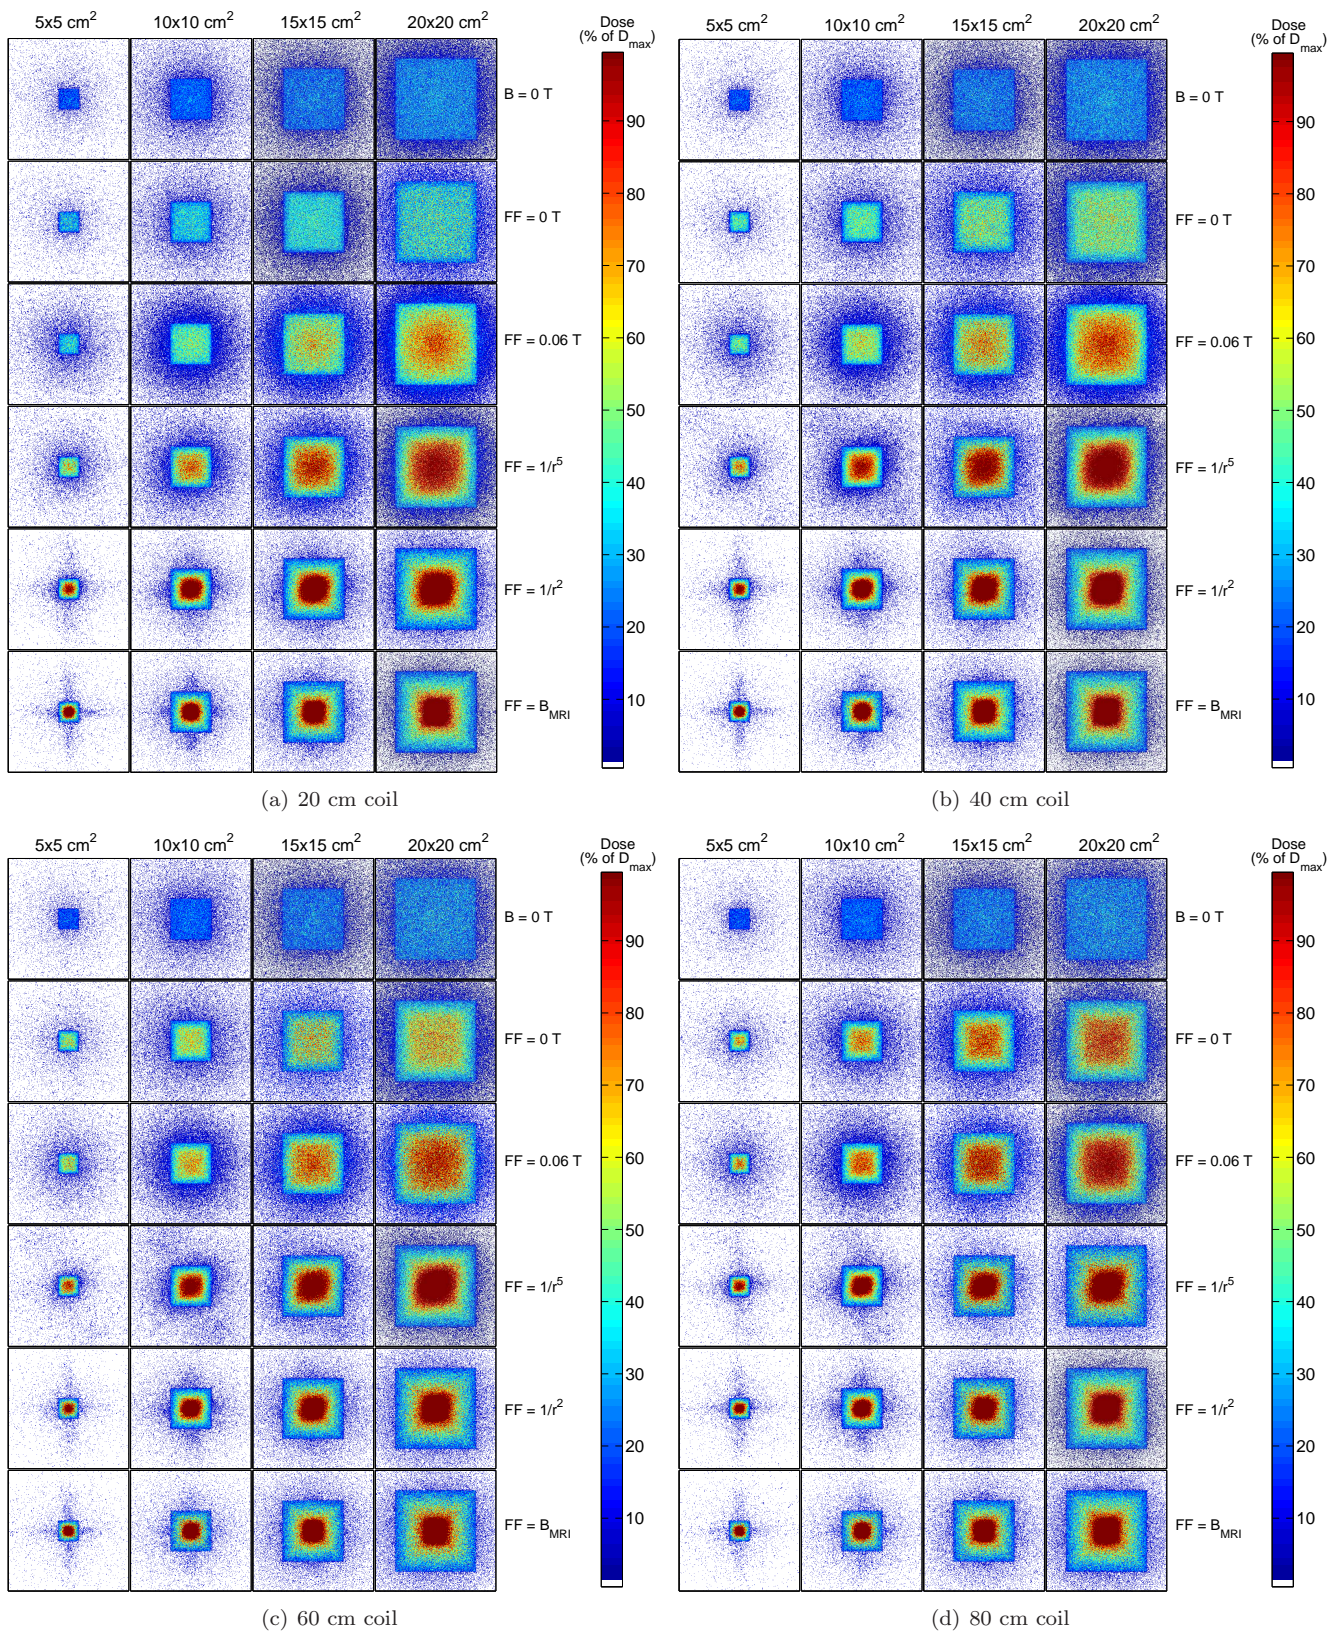 5x5 cm² 10x10 cm² 15x15 cm² 20x20 cm² Dose (% of Dmax)
B = 0 T
FF = 0 T
FF = 0.06 T
FF = 1/r⁵
FF = 1/r²
FF = BMRI
90
80
70
60
50
40
30
20
10
(a) 20 cm coil
5x5 cm² 10x10 cm² 15x15 cm² 20x20 cm² Dose (% of Dmax)
B = 0 T
FF = 0 T
FF = 0.06 T
FF = 1/r⁵
FF = 1/r²
FF = BMRI
90
80
70
60
50
40
30
20
10
(b) 40 cm coil
5x5 cm² 10x10 cm² 15x15 cm² 20x20 cm² Dose (% of Dmax)
B = 0 T
FF = 0 T
FF = 0.06 T
FF = 1/r⁵
FF = 1/r²
FF = BMRI
90
80
70
60
50
40
30
20
10
(c) 60 cm coil
5x5 cm² 10x10 cm² 15x15 cm² 20x20 cm² Dose (% of Dmax)
B = 0 T
FF = 0 T
FF = 0.06 T
FF = 1/r⁵
FF = 1/r²
FF = BMRI
90
80
70
60
50
40
30
20
10
(d) 80 cm coil